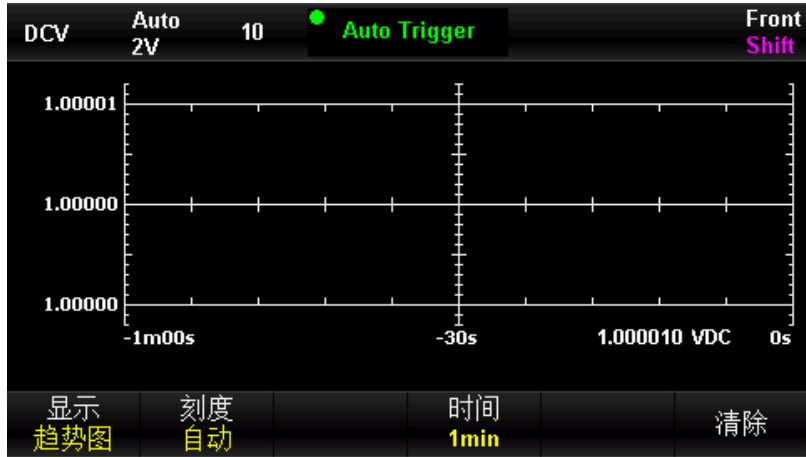 DCV Auto 10 Auto Trigger Front
2V Shift
1.00001
1.00000
1.00000
-1m00s -30s 1.000010 VDC 0s
显示 刻度 时间 清除
趋势图 自动 1min